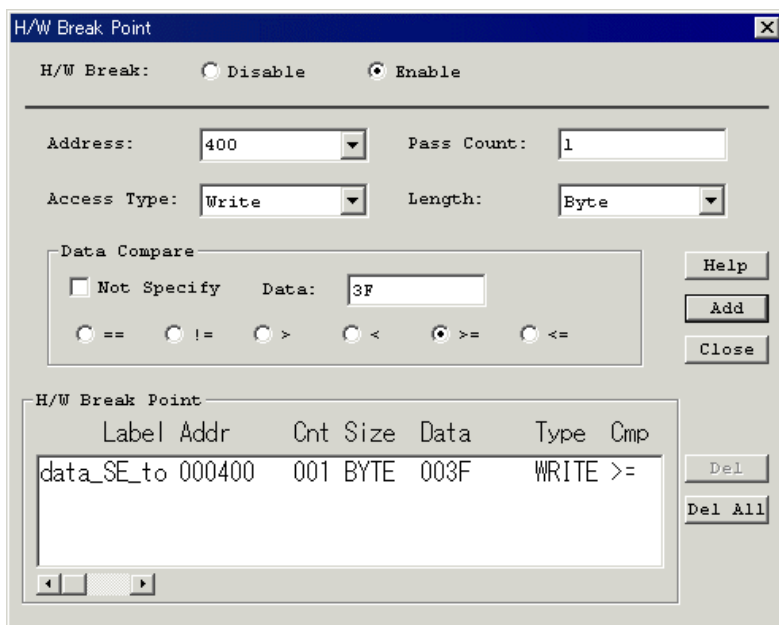 H/W Break Point
H/W Break: Disable Enable
Address: 400 Pass Count: 1
Access Type: Write Length: Byte
Data Compare
Not Specify Data: 3F
== != > < >= <=
Help
Add
Close
H/W Break Point
Label Addr Cnt Size Data Type Cmp
data_SE_to 000400 001 BYTE 003F WRITE >=
Del
Del All